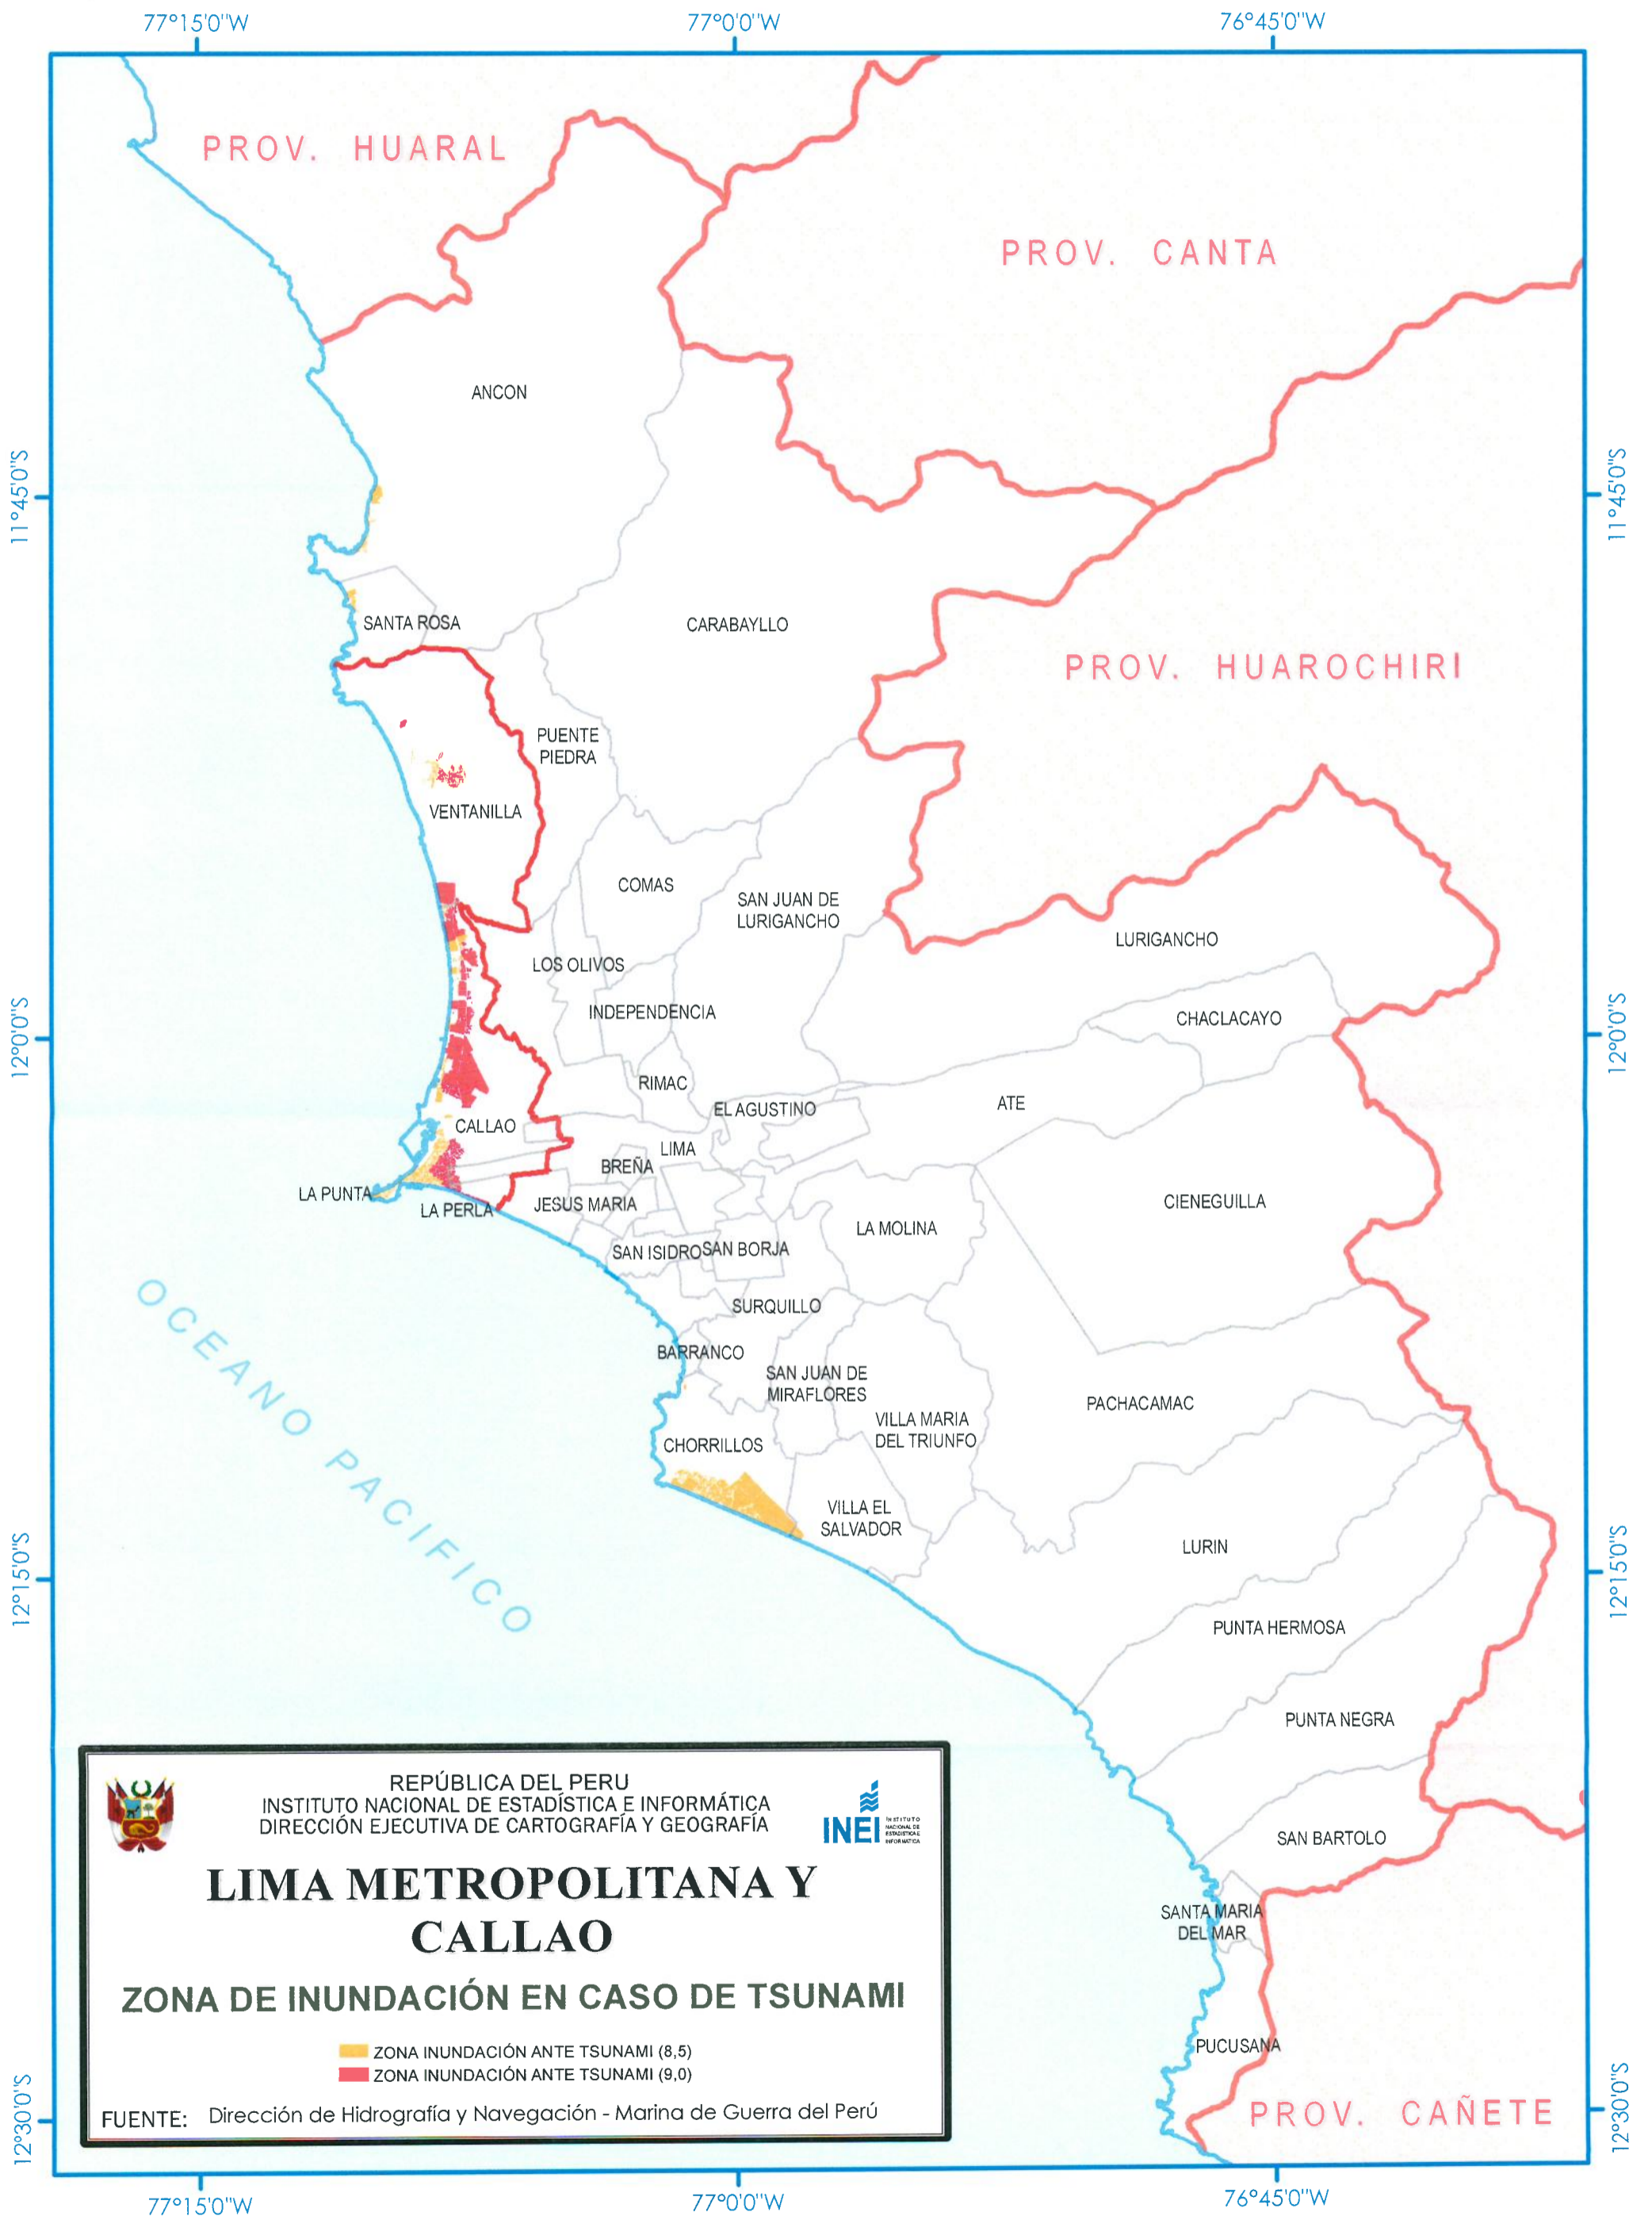 77°15'0"W
77°0'0"W
76°45'0"W
PROV. HUARAL
PROV. CANTA
ANCON
11°45'0"S
11°45'0"S
SANTA ROSA
CARABAYLLO
PROV. HUAROCHIRI
PUENTE
PIEDRA
VENTANILLA
COMAS
SAN JUAN DE
LURIGANCHO
LURIGANCHO
LOS OLIVOS
INDEPENDENCIA
CHACLACAYO
12°0'0"S
12°0'0"S
RIMAC
EL AGUSTINO
ATE
CALLAO
LIMA
BREÑA
LA PUNTA
LA PERLA
JESUS MARIA
CIENEGUILLA
LA MOLINA
SAN ISIDRO
SAN BORJA
SURQUILLO
OCEANO PACIFICO
BARRANCO
SAN JUAN DE
MIRAFLORES
PACHACAMAC
VILLA MARIA
DEL TRIUNFO
CHORRILLOS
VILLA EL
SALVADOR
LURIN
12°15'0"S
12°15'0"S
PUNTA HERMOSA
PUNTA NEGRA
SAN BARTOLO
SANTA MARIA
DEL MAR
PUCUSANA
PROV. CAÑETE
12°30'0"S
12°30'0"S
REPÚBLICA DEL PERU
INSTITUTO NACIONAL DE ESTADÍSTICA E INFORMÁTICA
DIRECCIÓN EJECUTIVA DE CARTOGRAFÍA Y GEOGRAFÍA
INEI
INSTITUTO
NACIONAL DE
ESTADISTICA E
INFORMATICA
LIMA METROPOLITANA Y
CALLAO
ZONA DE INUNDACIÓN EN CASO DE TSUNAMI
ZONA INUNDACIÓN ANTE TSUNAMI (8,5)
ZONA INUNDACIÓN ANTE TSUNAMI (9,0)
FUENTE: Dirección de Hidrografía y Navegación - Marina de Guerra del Perú
77°15'0"W
77°0'0"W
76°45'0"W